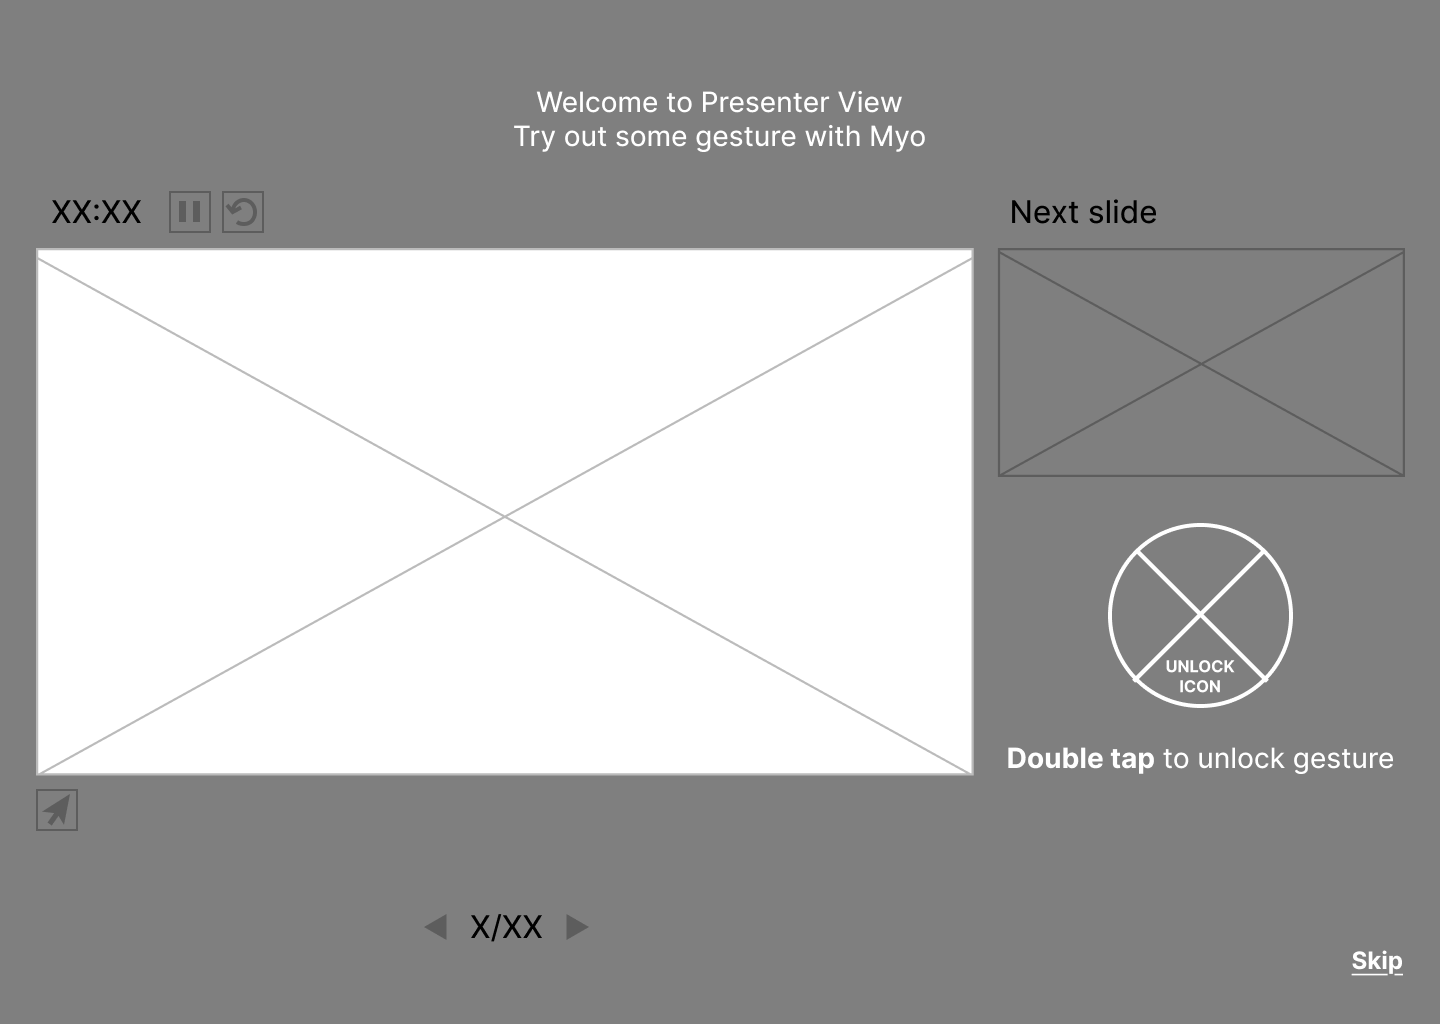 Welcome to Presenter View
Try out some gesture with Myo
XX:XX
Next slide
UNLOCK
ICON
Double tap to unlock gesture
X/XX
Skip